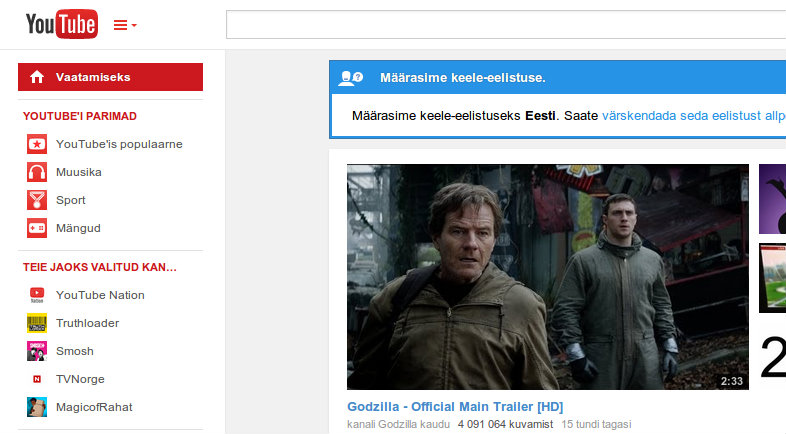 YouTube
Vaatamiseks
YOUTUBE'I PARIMAD
YouTube'is populaarne
Muusika
Sport
Mängud
TEIE JAOKS VALITUD KAN...
YouTube Nation
Truthloader
Smosh
TVNorge
MagicofRahat
Määrasime keele-eelistuse.
Määrasime keele-eelistuseks Eesti. Saate värskendada seda eelistust allpo
2:33
Godzilla - Official Main Trailer [HD]
kanali Godzilla kaudu 4 091 064 kuvamist 15 tundi tagasi
2